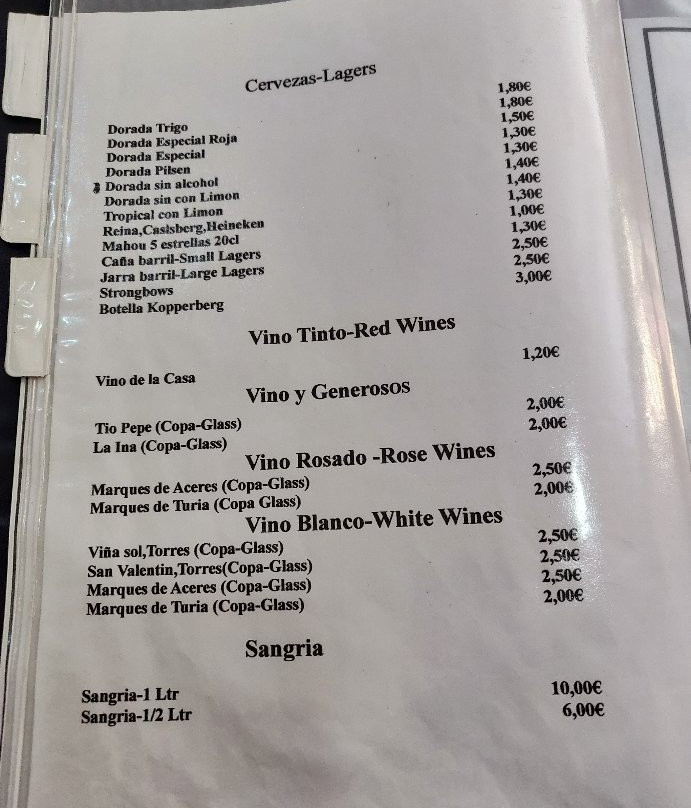 Cervezas-Lagers
Dorada Trigo 1,80€
Dorada Especial Roja 1,80€
Dorada Especial 1,50€
Dorada Pilsen 1,30€
Dorada sin alcohol 1,30€
Dorada sin con Limon 1,40€
Tropical con Limon 1,40€
Reina,Caslsberg,Heineken 1,30€
Mahou 5 estrellas 20cl 1,00€
Caña barril-Small Lagers 1,30€
Jarra barril-Large Lagers 2,50€
Strongbows 2,50€
Botella Kopperberg 3,00€
Vino Tinto-Red Wines
Vino de la Casa 1,20€
Vino y Generosos
Tio Pepe (Copa-Glass) 2,00€
La Ina (Copa-Glass) 2,00€
Vino Rosado -Rose Wines
Marques de Aceres (Copa-Glass) 2,50€
Marques de Turia (Copa Glass) 2,00€
Vino Blanco-White Wines
Viña sol,Torres (Copa-Glass) 2,50€
San Valentin,Torres(Copa-Glass) 2,50€
Marques de Aceres (Copa-Glass) 2,50€
Marques de Turia (Copa-Glass) 2,00€
Sangria
Sangria-1 Ltr 10,00€
Sangria-1/2 Ltr 6,00€